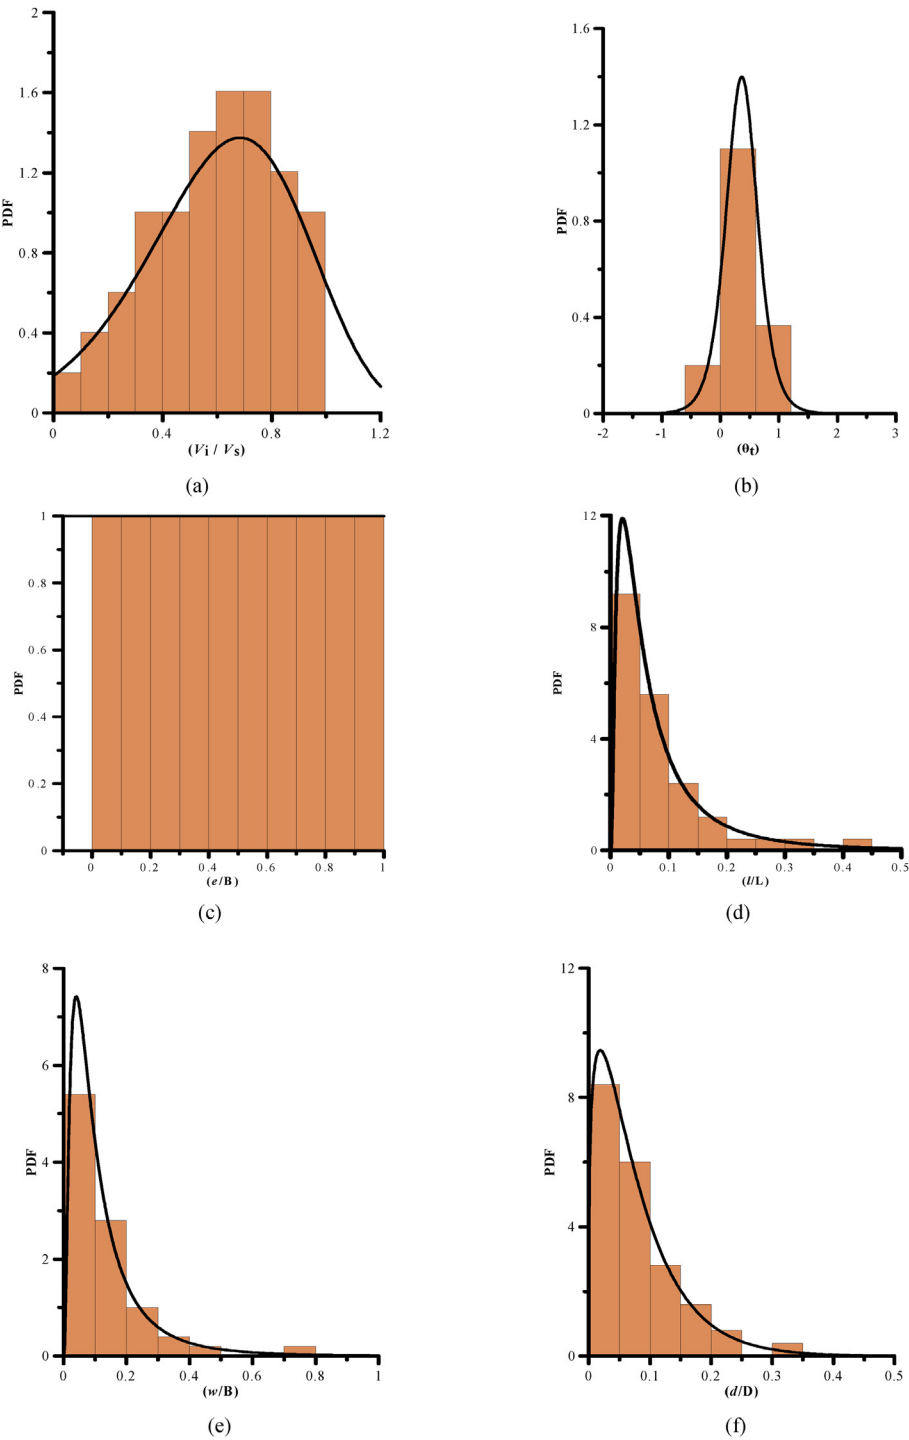 2
1.6
1.2
0.8
0.4
0
PDF
0 0.4 0.8 1.2
(Vi / Vs)
(a)
1.6
1.2
0.8
0.4
0
PDF
-2 -1 0 1 2 3
(θt)
(b)
1
0.8
0.6
0.4
0.2
0
PDF
0 0.2 0.4 0.6 0.8 1
(e/B)
(c)
12
8
4
0
PDF
0 0.1 0.2 0.3 0.4 0.5
(l/L)
(d)
8
6
4
2
0
PDF
0 0.2 0.4 0.6 0.8 1
(w/B)
(e)
12
8
4
0
PDF
0 0.1 0.2 0.3 0.4 0.5
(d/D)
(f)